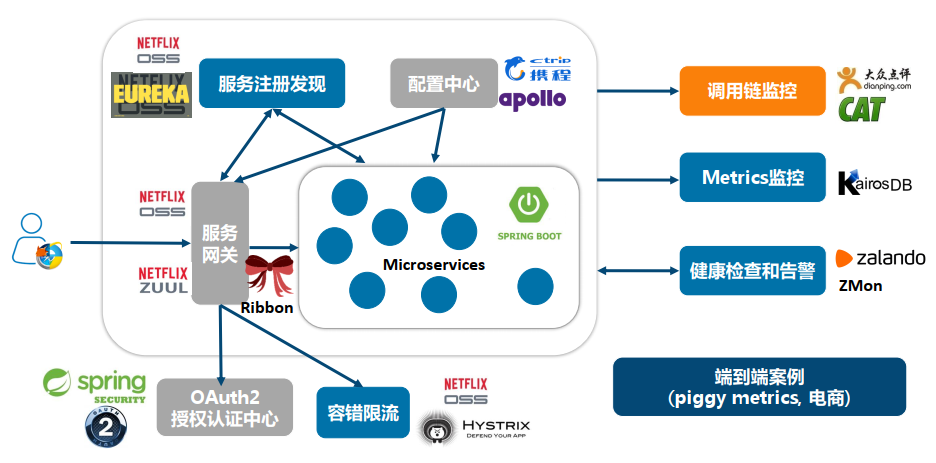 NETFLIX
OSS
NETFLIX
EUREKA
OSS
服务注册发现
配置中心
ctrip
携程
apollo
调用链监控
大众点评
dianping.com
CAT
NETFLIX
OSS
服务
网关
NETFLIX
ZUUL
Ribbon
Microservices
SPRING BOOT
Metrics监控
KairosDB
健康检查和告警
zalando
ZMon
spring
SECURITY
OAUTH
2
OAuth2
授权认证中心
容错限流
NETFLIX
OSS
HYSTRIX
DEFEND YOUR APP
端到端案例
(piggy metrics, 电商)